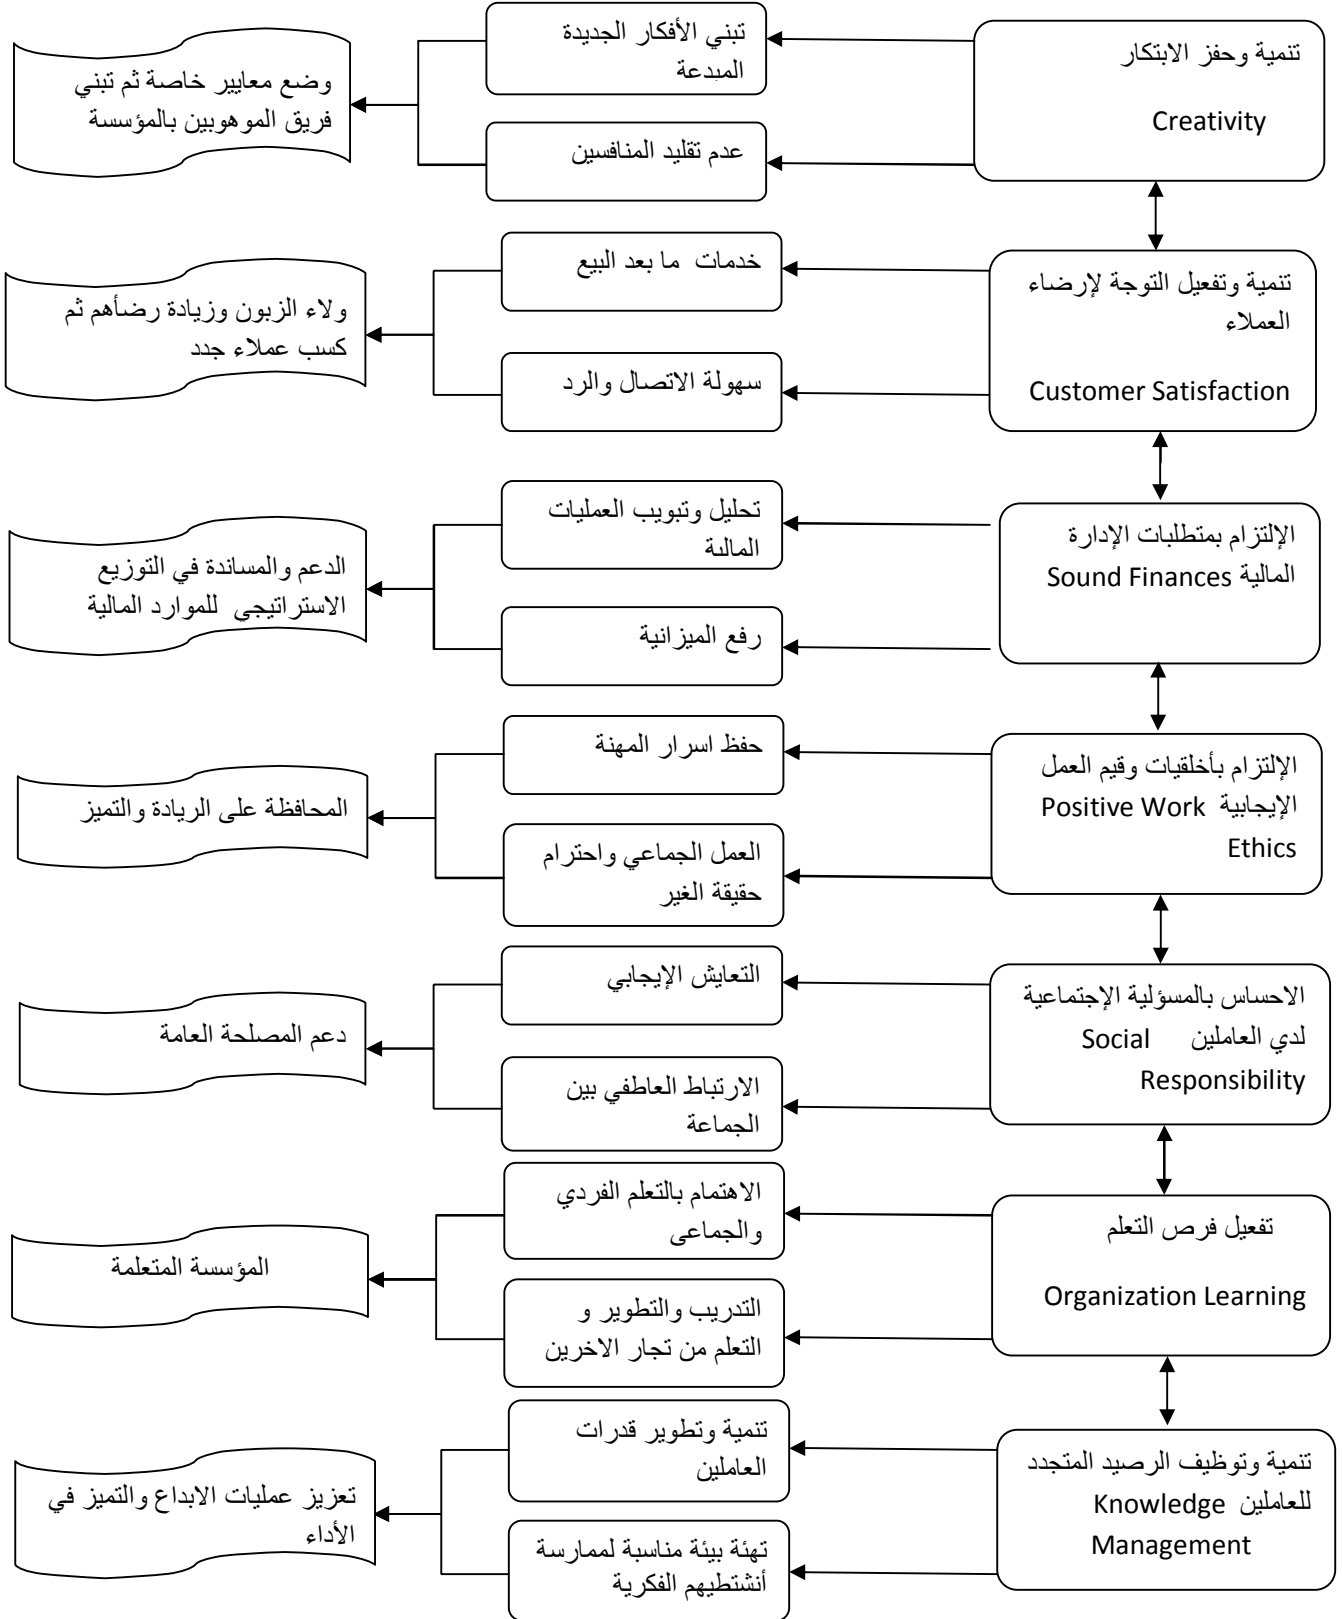 تنمية وحفز الابتكار
Creativity
تبني الأفكار الجديدة
المبدعة
عدم تقليد المنافسين
وضع معايير خاصة ثم تبني
فريق الموهوبين بالمؤسسة
تنمية وتفعيل التوجة لإرضاء
العملاء
Customer Satisfaction
خدمات ما بعد البيع
سهولة الاتصال والرد
ولاء الزبون وزيادة رضأهم ثم
كسب عملاء جدد
الإلتزام بمتطلبات الإدارة
المالية Sound Finances
تحليل وتبويب العمليات
المالية
رفع الميزانية
الدعم والمساندة في التوزيع
الاستراتيجي للموارد المالية
الإلتزام بأخلقيات وقيم العمل
الإيجابية Positive Work
Ethics
حفظ اسرار المهنة
العمل الجماعي واحترام
حقيقة الغير
المحافظة على الريادة والتميز
الاحساس بالمسؤلية الإجتماعية
لدي العاملين Social
Responsibility
التعايش الإيجابي
الارتباط العاطفي بين
الجماعة
دعم المصلحة العامة
تفعيل فرص التعلم
Organization Learning
الاهتمام بالتعلم الفردي
والجماعى
التدريب والتطوير و
التعلم من تجار الاخرين
المؤسسة المتعلمة
تنمية وتوظيف الرصيد المتجدد
للعاملين Knowledge
Management
تنمية وتطوير قدرات
العاملين
تهئة بيئة مناسبة لممارسة
أنشتطيهم الفكرية
تعزيز عمليات الابداع والتميز في
الأداء